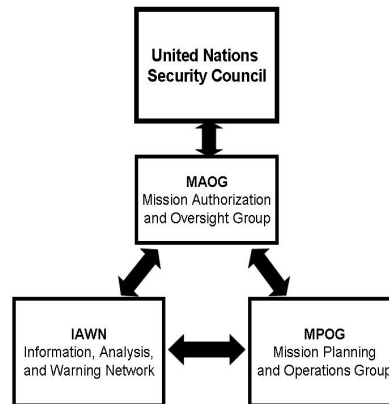 United Nations
Security Council
MAOG
Mission Authorization
and Oversight Group
IAWN
Information, Analysis,
and Warning Network
MPOG
Mission Planning
and Operations Group